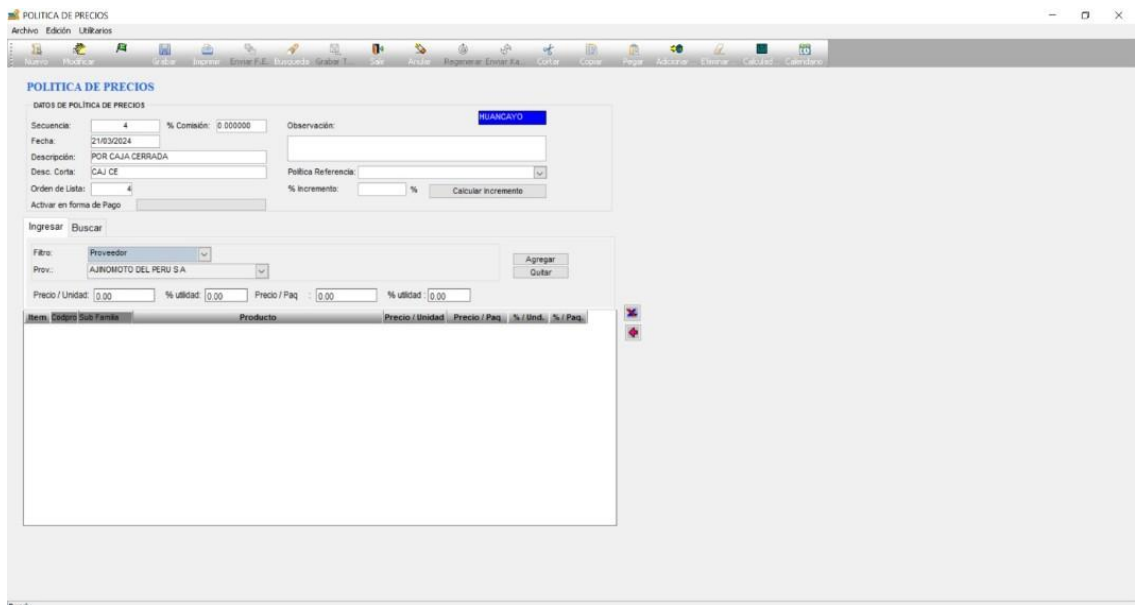 POLITICA DE PRECIOS
Archivo Edición Utilitarios
Nuevo Modificar Grabar Imprimir Enviar F.E. Busqueda Grabar T... Salir Anular Regenerar Enviar Ka... Cortar Copiar Pegar Adicionar... Eliminar... Calculad... Calendario
POLITICA DE PRECIOS
DATOS DE POLÍTICA DE PRECIOS
HUANCAYO
Secuencia: 4 % Comisión: 0.000000 Observación:
Fecha: 21/03/2024
Descripción: POR CAJA CERRADA
Desc. Corta: CAJ CE Politica Referencia:
Orden de Lista: 4 % Incremento: % Calcular Incremento
Activar en forma de Pago
Ingresar Buscar
Filtro: Proveedor Agregar
Prov.: AJINOMOTO DEL PERU S A Quitar
Precio / Unidad: 0.00 % utilidad: 0.00 Precio / Paq : 0.00 % utilidad : 0.00
Item. Codpro Sub Familia Producto Precio / Unidad Precio / Paq % / Und. % / Paq.